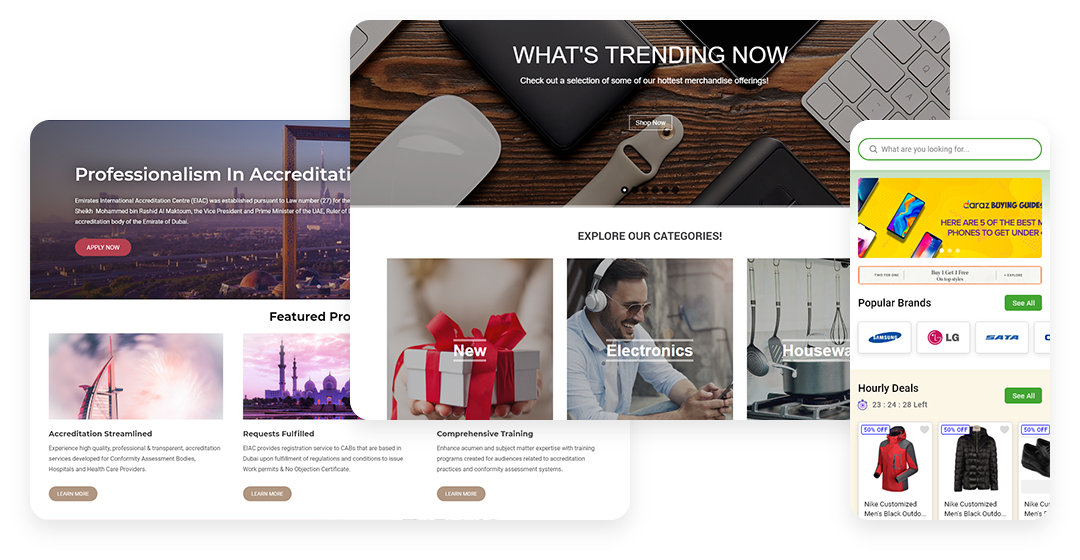 WHAT'S TRENDING NOW
Check out a selection of some of our hottest merchandise offerings!
Shop Now
EXPLORE OUR CATEGORIES!
New
Electronics
Housewa
Professionalism In Accreditati
Emirates International Accreditation Centre (EIAC) was established pursuant to Law number (27) for the
Sheikh Mohammed bin Rashid Al Maktoum, the Vice President and Prime Minister of the UAE, Ruler of D
accreditation body of the Emirate of Dubai.
APPLY NOW
Featured Pro
Accreditation Streamlined
Experience high quality, professional & transparent, accreditation
services developed for Conformity Assessment Bodies,
Hospitals and Health Care Providers.
LEARN MORE
Requests Fulfilled
EIAC provides registration service to CABs that are based in
Dubai upon fulfillment of regulations and conditions to issue
Work permits & No Objection Certificate.
LEARN MORE
Comprehensive Training
Enhance acumen and subject matter expertise with training
programs created for audiences related to accreditation
practices and conformity assessment systems.
LEARN MORE
What are you looking for...
daraz BUYING GUIDE
HERE ARE 5 OF THE BEST M
PHONES TO GET UNDER
TWO FOR ONE
Buy 1 Get 1 Free
On top styles
+ EXPLORE
Popular Brands
See All
SAMSUNG
LG
SATA
Hourly Deals
23 : 24 : 28 Left
See All
50% OFF
50% OFF
50% OFF
Nike Customized
Men's Black Outdo...
Nike Customized
Men's Black Outdo...
Nike Cu
Men's B